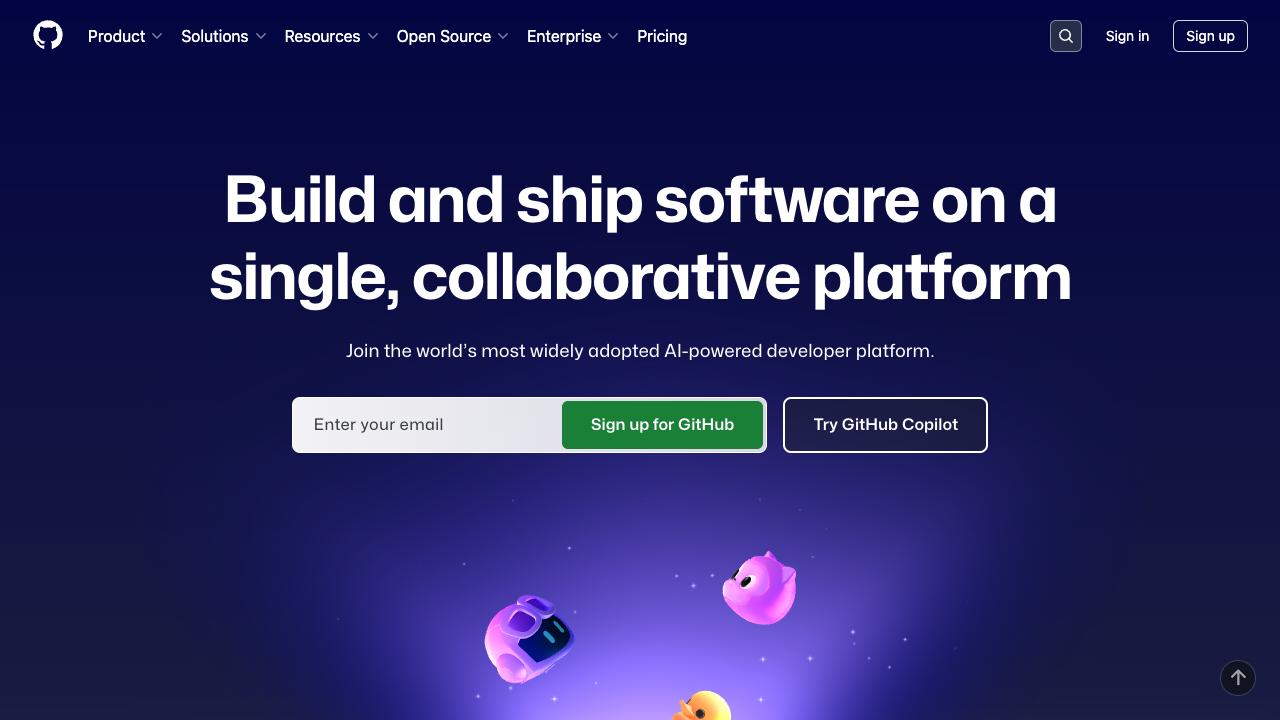 Product Solutions Resources Open Source Enterprise Pricing Sign in Sign up
Build and ship software on a
single, collaborative platform
Join the world’s most widely adopted AI-powered developer platform.
Enter your email Sign up for GitHub Try GitHub Copilot